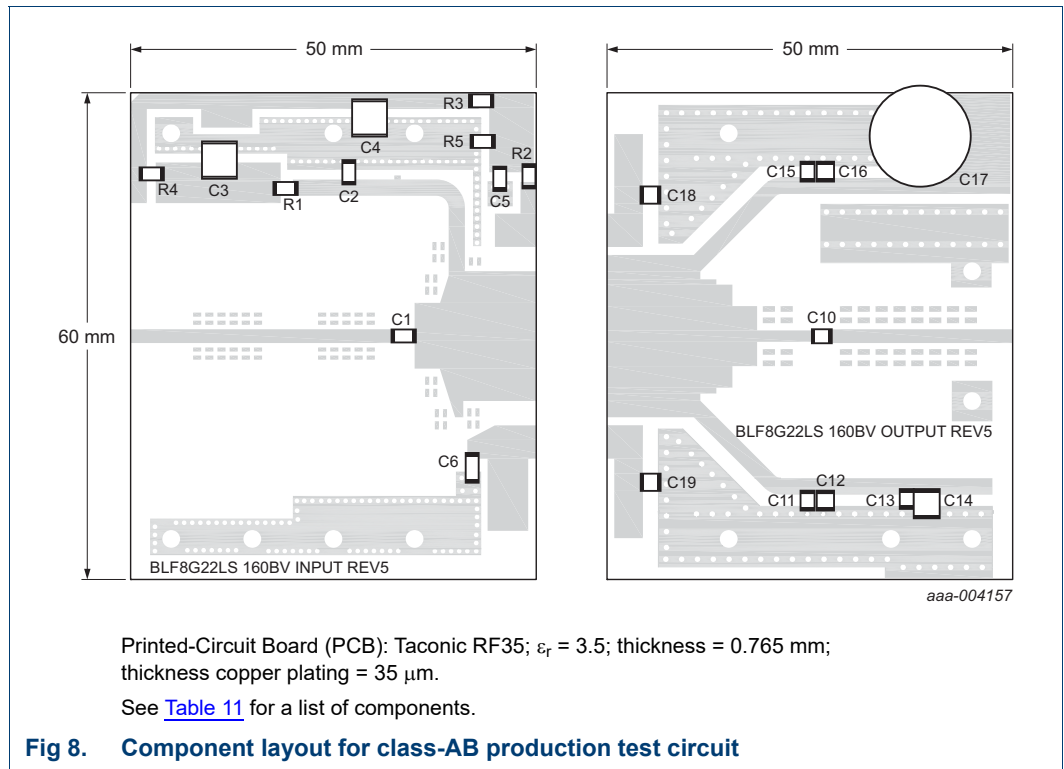 50 mm
50 mm
60 mm
R3
C4
R5
R2
R4
C3
R1
C2
C5
C1
C6
BLF8G22LS 160BV INPUT REV5
C15
C16
C17
C18
C10
BLF8G22LS 160BV OUTPUT REV5
C19
C11
C12
C13
C14
aaa-004157
Printed-Circuit Board (PCB): Taconic RF35; εr = 3.5; thickness = 0.765 mm;
thickness copper plating = 35 μm.
See Table 11 for a list of components.
Fig 8. Component layout for class-AB production test circuit